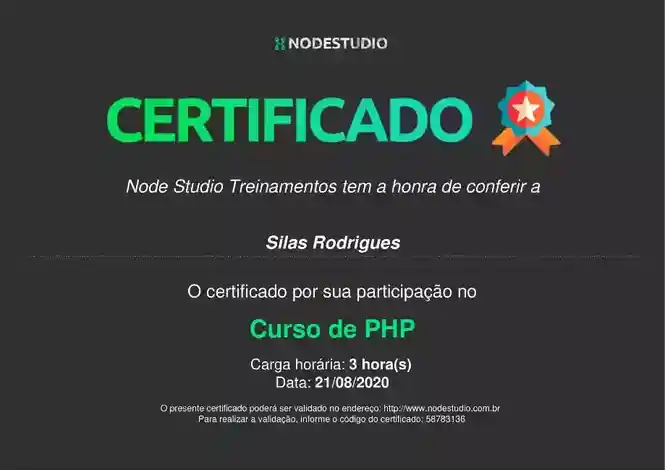 NODESTUDIO
CERTIFICADO
Node Studio Treinamentos tem a honra de conferir a
Silas Rodrigues
O certificado por sua participação no
Curso de PHP
Carga horária: 3 hora(s)
Data: 21/08/2020
O presente certificado poderá ser validado no endereço: http://www.nodestudio.com.br
Para realizar a validação, informe o código do certificado: 58783136